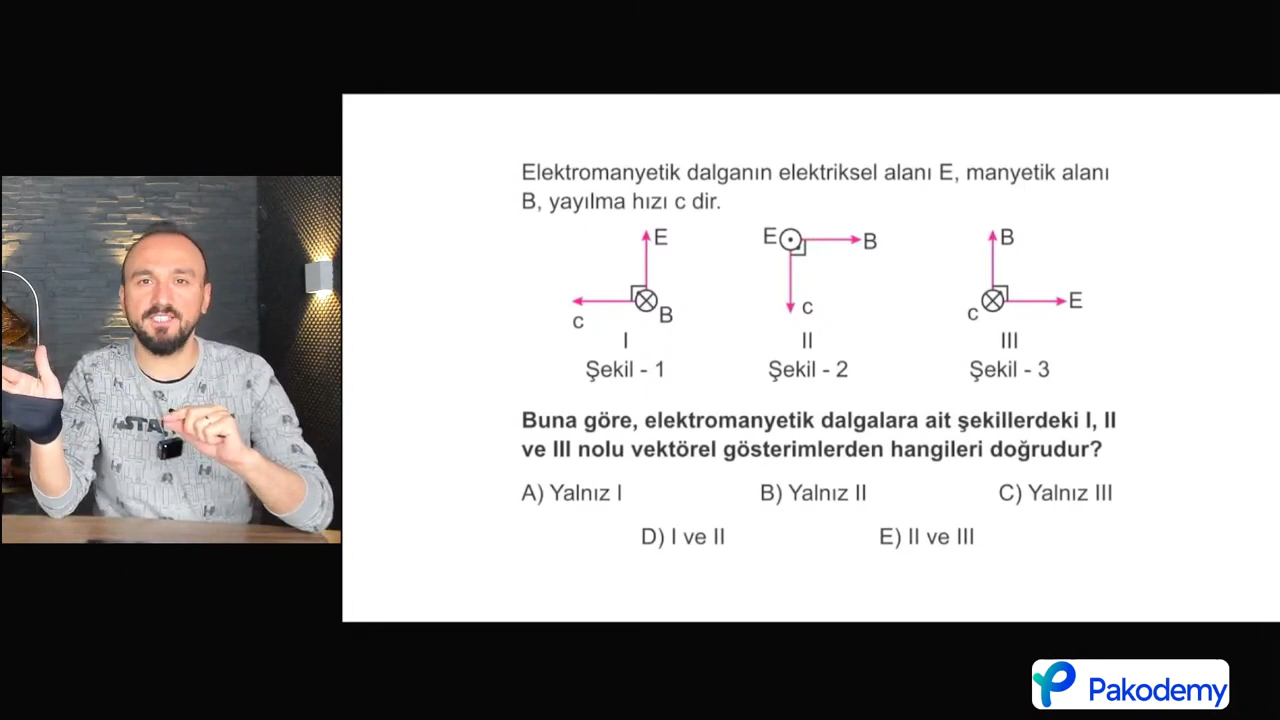 Elektromanyetik dalganın elektriksel alanı E, manyetik alanı
B, yayılma hızı c dir.
E
c
B
I
Şekil - 1
E
B
c
II
Şekil - 2
B
c
E
III
Şekil - 3
Buna göre, elektromanyetik dalgalara ait şekillerdeki I, II
ve III nolu vektörel gösterimlerden hangileri doğrudur?
A) Yalnız I
B) Yalnız II
C) Yalnız III
D) I ve II
E) II ve III
Pakodemy